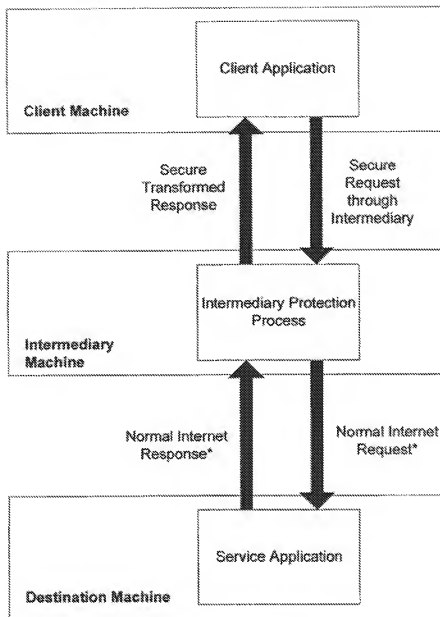 Client Application
Client Machine
Secure
Transformed
Response
Secure
Request
through
Intermediary
Intermediary Protection
Process
Intermediary
Machine
Normal Internet
Response*
Normal Internet
Request*
Service Application
Destination Machine